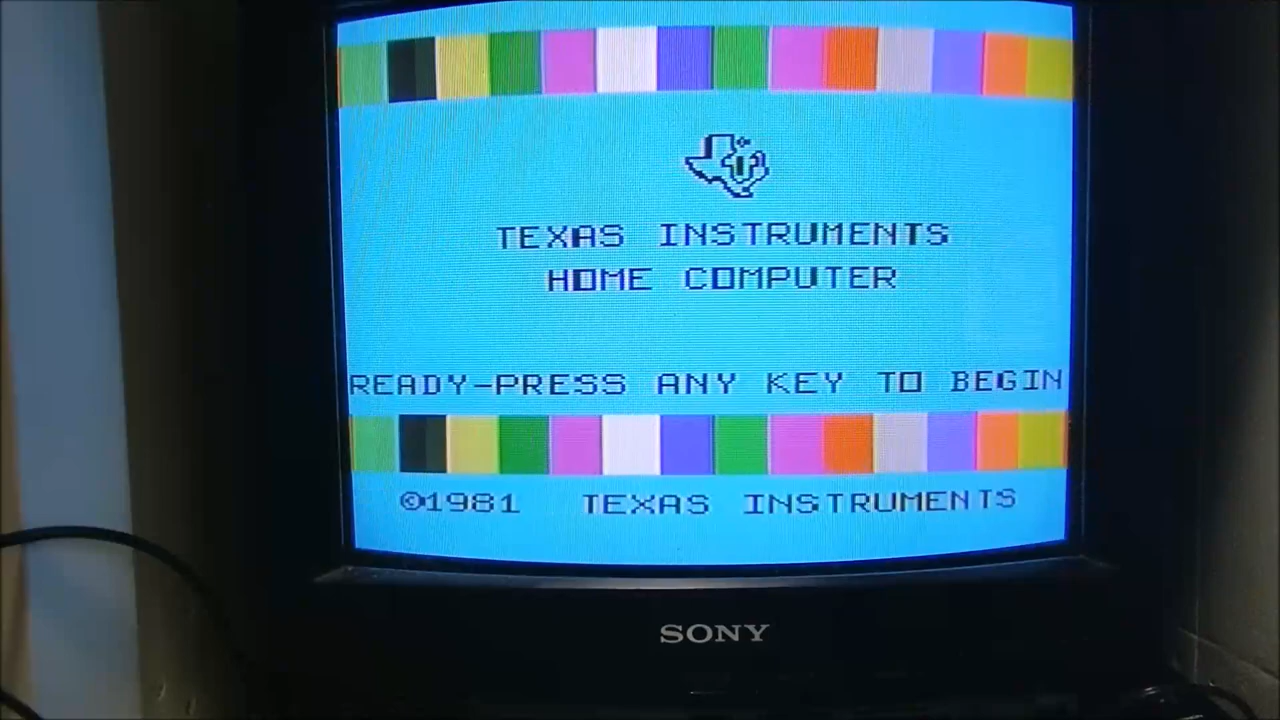 TEXAS INSTRUMENTS
HOME COMPUTER
READY-PRESS ANY KEY TO BEGIN
©1981 TEXAS INSTRUMENTS
SONY